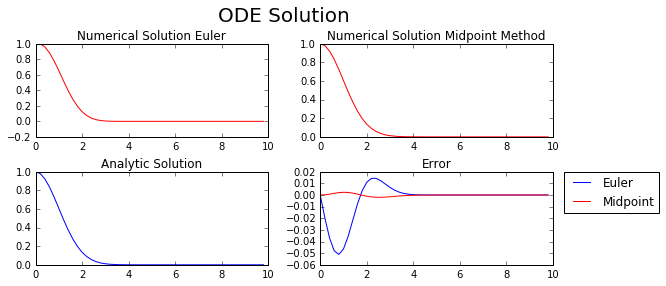 ODE Solution
Numerical Solution Euler
1.0
0.8
0.6
0.4
0.2
0.0
−0.2
0 2 4 6 8 10
Numerical Solution Midpoint Method
1.0
0.8
0.6
0.4
0.2
0.0
0 2 4 6 8 10
Analytic Solution
1.0
0.8
0.6
0.4
0.2
0.0
0 2 4 6 8 10
Error
0.02
0.01
0.00
−0.01
−0.02
−0.03
−0.04
−0.05
−0.06
0 2 4 6 8 10
Euler
Midpoint